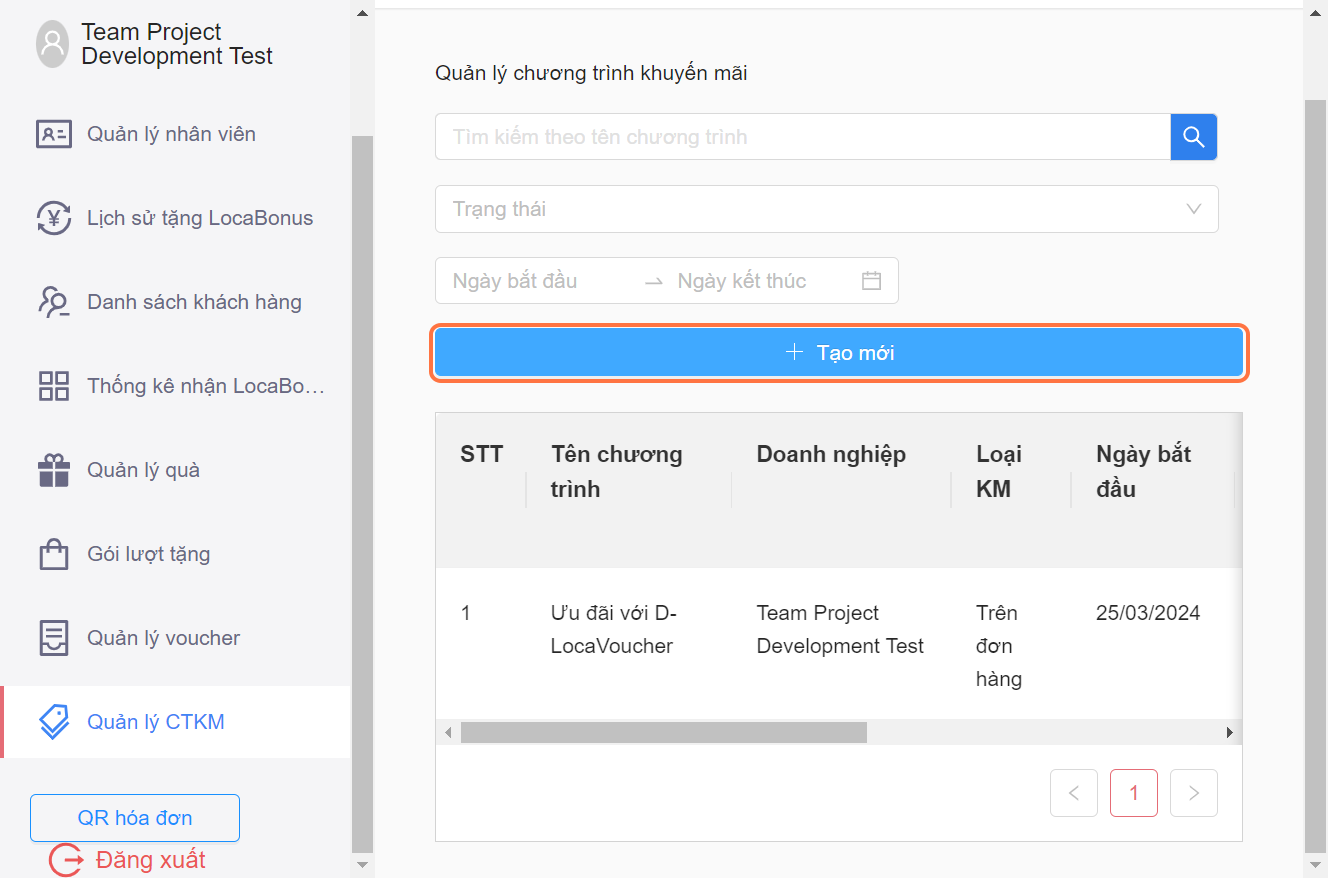 Team Project
Development Test
Quản lý nhân viên
Lịch sử tặng LocaBonus
Danh sách khách hàng
Thống kê nhận LocaBo...
Quản lý quà
Gói lượt tặng
Quản lý voucher
Quản lý CTKM
QR hóa đơn
Đăng xuất
Quản lý chương trình khuyến mãi
Tìm kiếm theo tên chương trình
Trạng thái
Ngày bắt đầu → Ngày kết thúc
+ Tạo mới
STT Tên chương trình Doanh nghiệp Loại KM Ngày bắt đầu
1 Ưu đãi với D-LocaVoucher Team Project Development Test Trên đơn hàng 25/03/2024
< 1 >